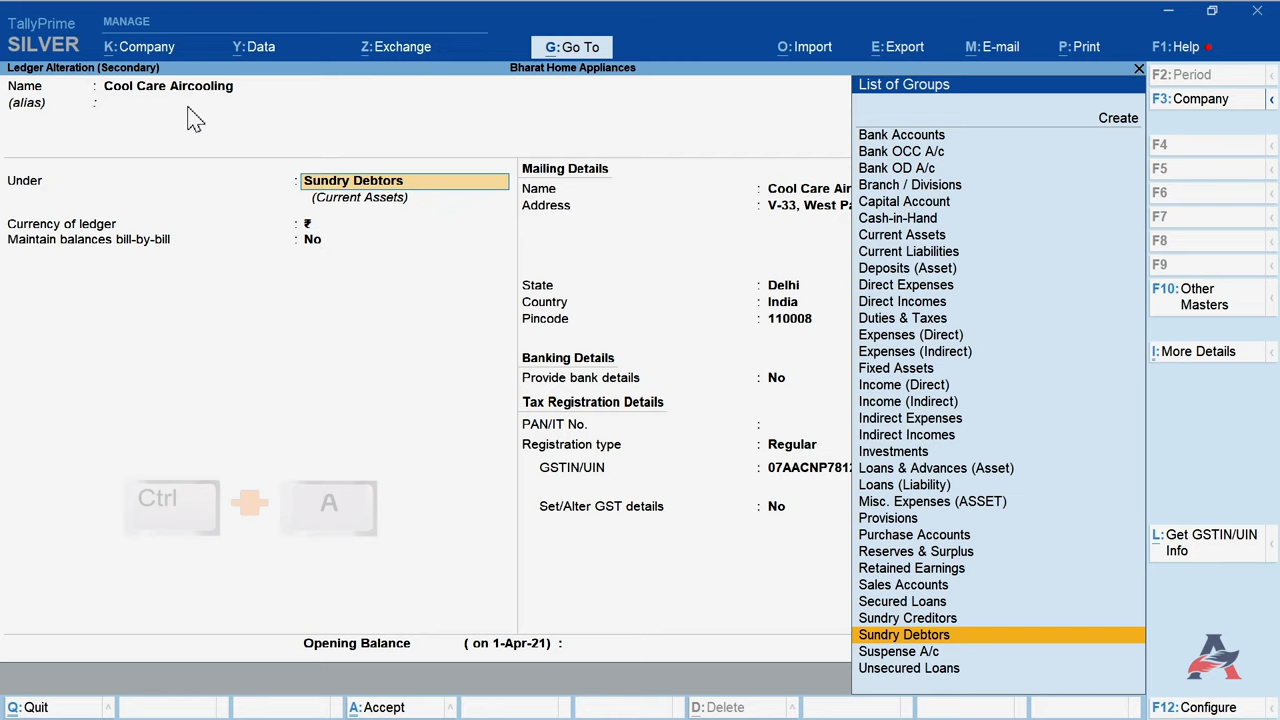 TallyPrime
SILVER
MANAGE
K:Company
Y:Data
Z:Exchange
G:Go To
O:Import
E:Export
M:E-mail
P:Print
F1:Help
Ledger Alteration (Secondary)
Bharat Home Appliances
Name : Cool Care Aircooling
(alias) :
Under : Sundry Debtors
(Current Assets)
Currency of ledger : ₹
Maintain balances bill-by-bill : No
Ctrl + A
Mailing Details
Name : Cool Care Air
Address : V-33, West Pa
State : Delhi
Country : India
Pincode : 110008
Banking Details
Provide bank details : No
Tax Registration Details
PAN/IT No. :
Registration type : Regular
GSTIN/UIN : 07AACNP7812
Set/Alter GST details : No
Opening Balance ( on 1-Apr-21) :
List of Groups
Create
Bank Accounts
Bank OCC A/c
Bank OD A/c
Branch / Divisions
Capital Account
Cash-in-Hand
Current Assets
Current Liabilities
Deposits (Asset)
Direct Expenses
Direct Incomes
Duties & Taxes
Expenses (Direct)
Expenses (Indirect)
Fixed Assets
Income (Direct)
Income (Indirect)
Indirect Expenses
Indirect Incomes
Investments
Loans & Advances (Asset)
Loans (Liability)
Misc. Expenses (ASSET)
Provisions
Purchase Accounts
Reserves & Surplus
Retained Earnings
Sales Accounts
Secured Loans
Sundry Creditors
Sundry Debtors
Suspense A/c
Unsecured Loans
F2:Period
F3:Company
F4
F5
F6
F7
F8
F9
F10:Other
Masters
I:More Details
L:Get GSTIN/UIN
Info
Q:Quit
A:Accept
D:Delete
F12:Configure